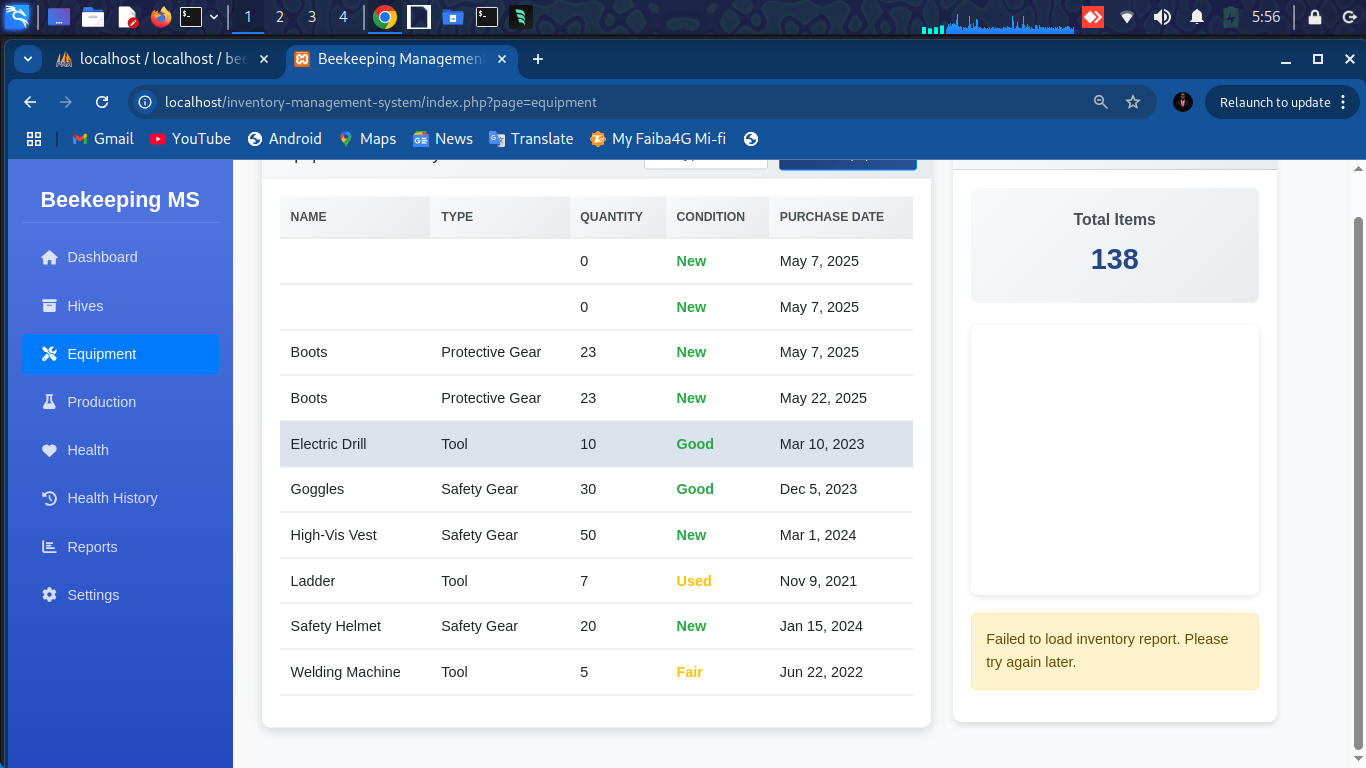 1 2 3 4 5:56
localhost / localhost / bee
Beekeeping Management
localhost/inventory-management-system/index.php?page=equipment
Relaunch to update
Gmail YouTube Android Maps News Translate My Faiba4G Mi-fi
Beekeeping MS
Dashboard
Hives
Equipment
Production
Health
Health History
Reports
Settings
NAME TYPE QUANTITY CONDITION PURCHASE DATE
0 New May 7, 2025
0 New May 7, 2025
Boots Protective Gear 23 New May 7, 2025
Boots Protective Gear 23 New May 22, 2025
Electric Drill Tool 10 Good Mar 10, 2023
Goggles Safety Gear 30 Good Dec 5, 2023
High-Vis Vest Safety Gear 50 New Mar 1, 2024
Ladder Tool 7 Used Nov 9, 2021
Safety Helmet Safety Gear 20 New Jan 15, 2024
Welding Machine Tool 5 Fair Jun 22, 2022
Total Items
138
Failed to load inventory report. Please
try again later.